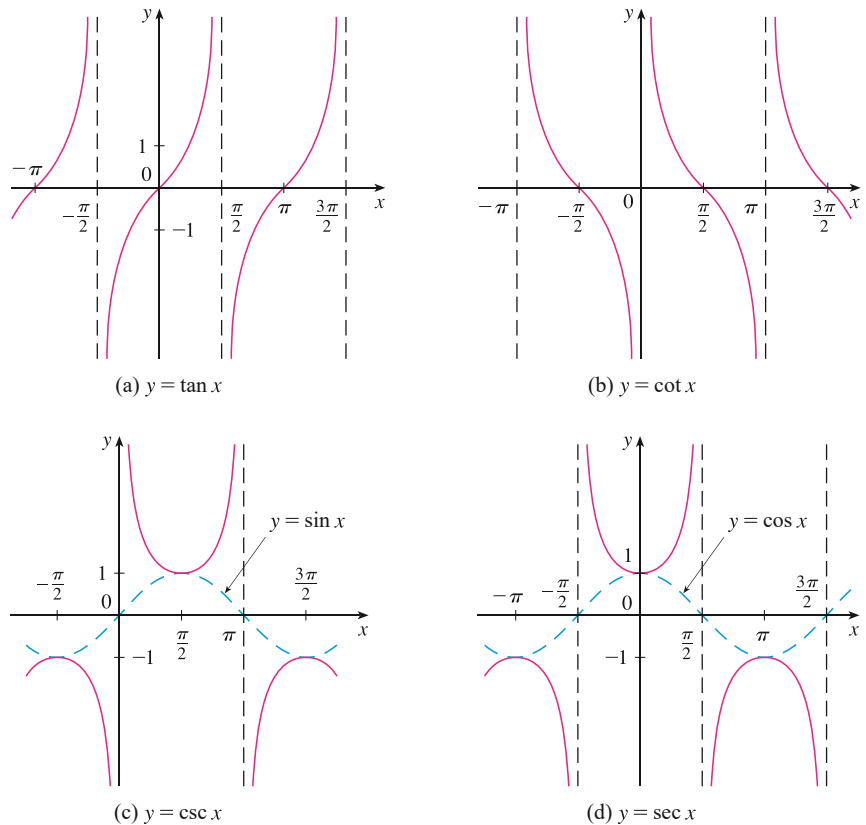 y
1
−π
0
−π/2
−1
π/2
π
3π/2
x
(a) y = tan x
y
−π
−π/2
0
π/2
π
3π/2
x
(b) y = cot x
y
y = sin x
−π/2
1
0
3π/2
−1
π/2
π
x
(c) y = csc x
y
y = cos x
1
−π
−π/2
0
3π/2
−1
π/2
π
x
(d) y = sec x